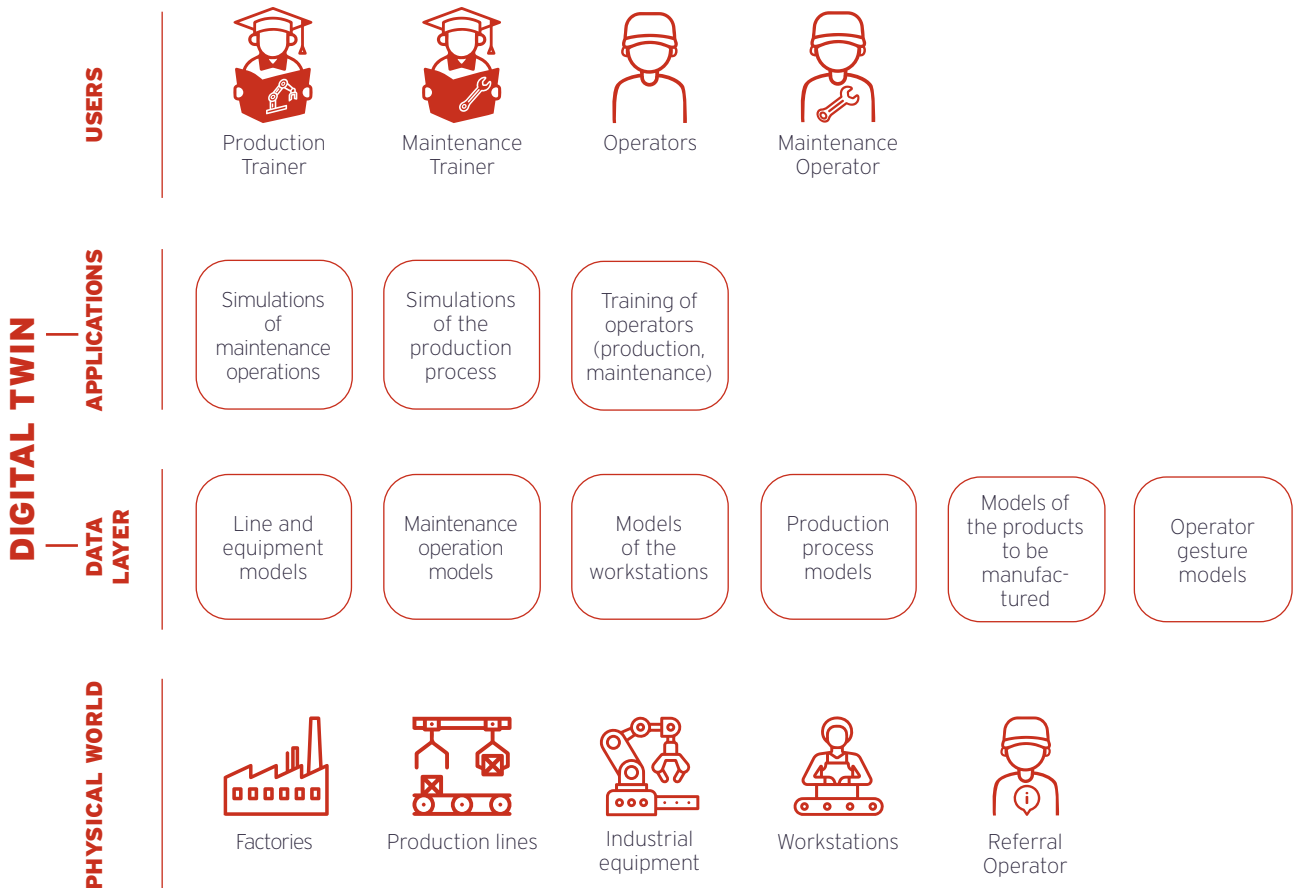 DIGITAL TWIN
USERS
Production
Trainer
Maintenance
Trainer
Operators
Maintenance
Operator
APPLICATIONS
Simulations
of
maintenance
operations
Simulations
of the
production
process
Training of
operators
(production,
maintenance)
DATA
LAYER
Line and
equipment
models
Maintenance
operation
models
Models
of the
workstations
Production
process
models
Models of
the products
to be
manufac-
tured
Operator
gesture
models
PHYSICAL WORLD
Factories
Production lines
Industrial
equipment
Workstations
i
Referral
Operator